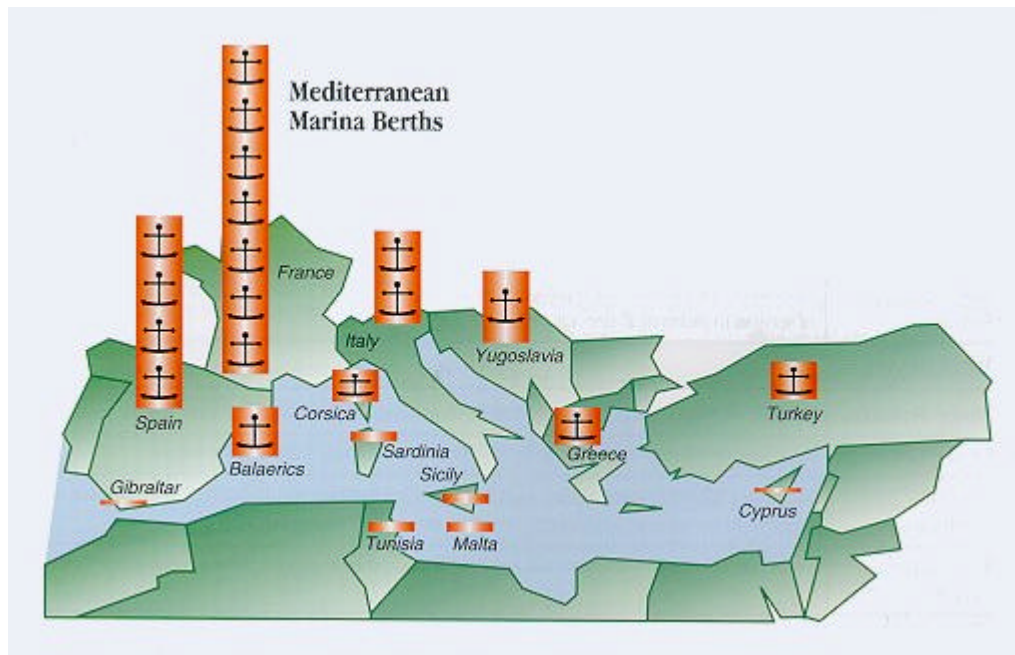 Mediterranean
Marina Berths
France
Italy
Yugoslavia
Spain
Corsica
Turkey
Balaerics
Sardinia
Greece
Sicily
Gibraltar
Cyprus
Tunisia
Malta